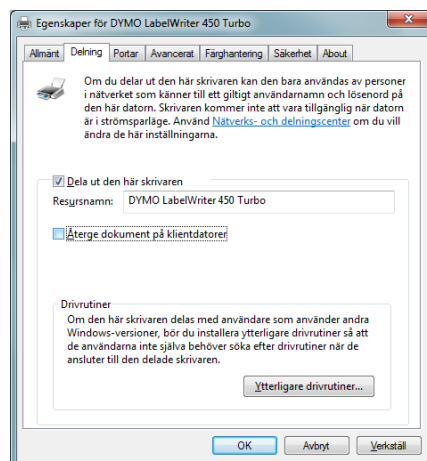 Egenskaper för DYMO LabelWriter 450 Turbo
Allmänt Delning Portar Avancerat Färghantering Säkerhet About
Om du delar ut den här skrivaren kan den bara användas av personer
i nätverket som känner till ett giltigt användarnamn och lösenord på
den här datorn. Skrivaren kommer inte att vara tillgänglig när datorn
är i strömsparläge. Använd Nätverks- och delningscenter om du vill
ändra de här inställningarna.
Dela ut den här skrivaren
Resursnamn: DYMO LabelWriter 450 Turbo
Återge dokument på klientdatorer
Drivrutiner
Om den här skrivaren delas med användare som använder andra
Windows-versioner, bör du installera ytterligare drivrutiner så att
de användarna inte själva behöver söka efter drivrutiner när de
ansluter till den delade skrivaren.
Ytterligare drivrutiner...
OK Avbryt Verkställ